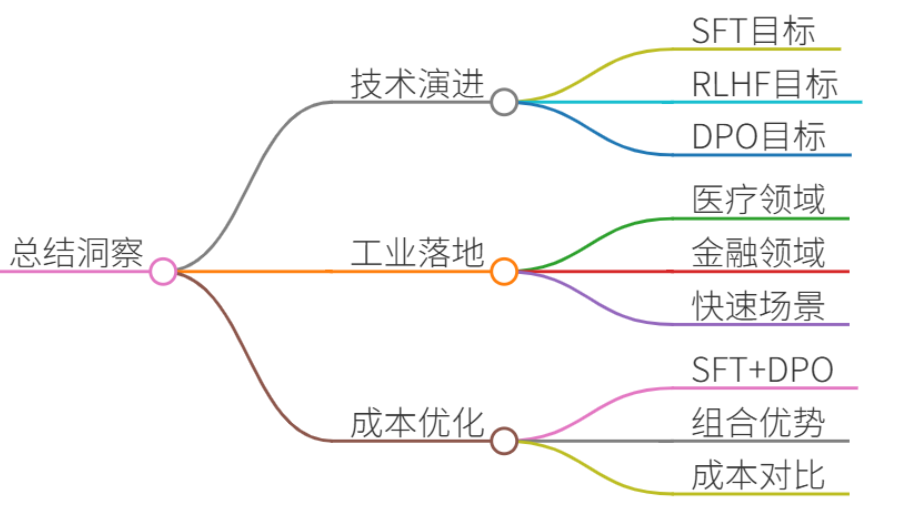 总结洞察
技术演进
SFT目标
RLHF目标
DPO目标
工业落地
医疗领域
金融领域
快速场景
成本优化
SFT+DPO
组合优势
成本对比